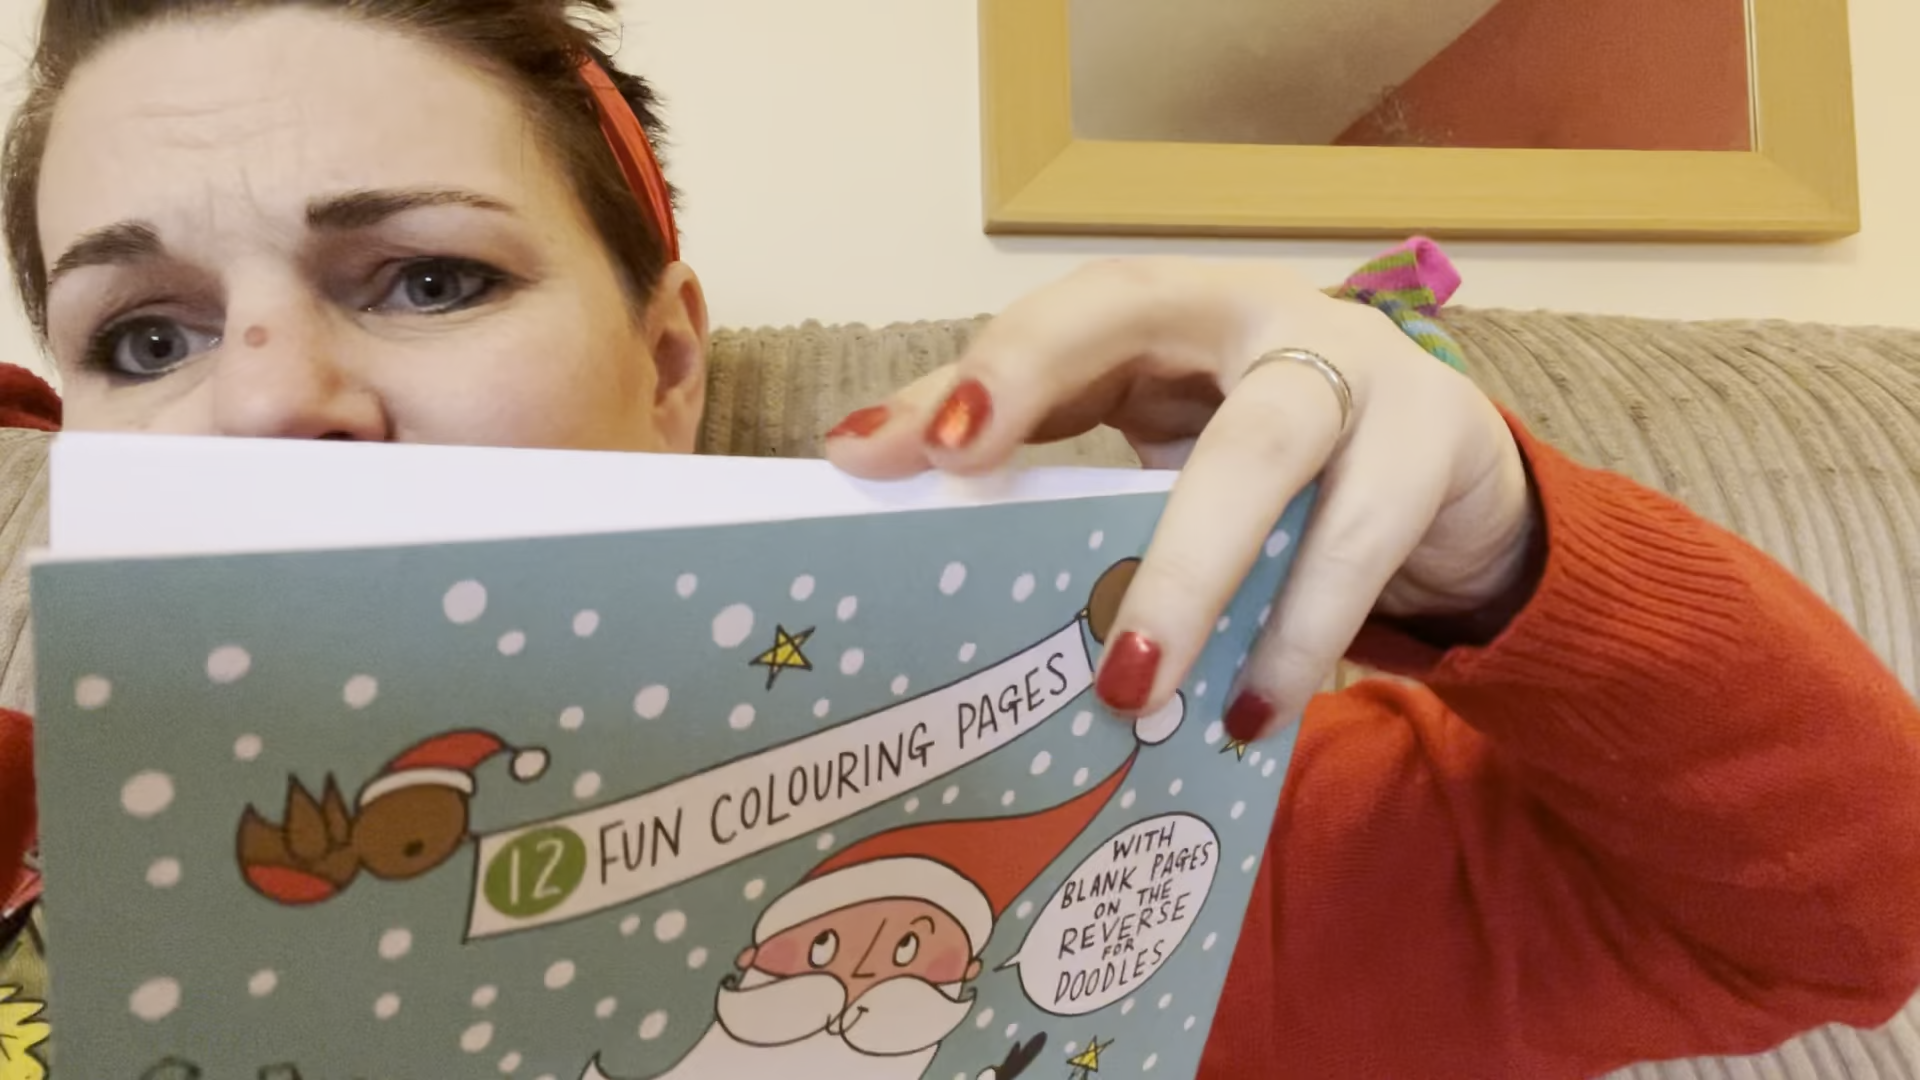 12 FUN COLOURING PAGES
WITH
BLANK PAGES
ON THE
REVERSE
FOR
DOODLES